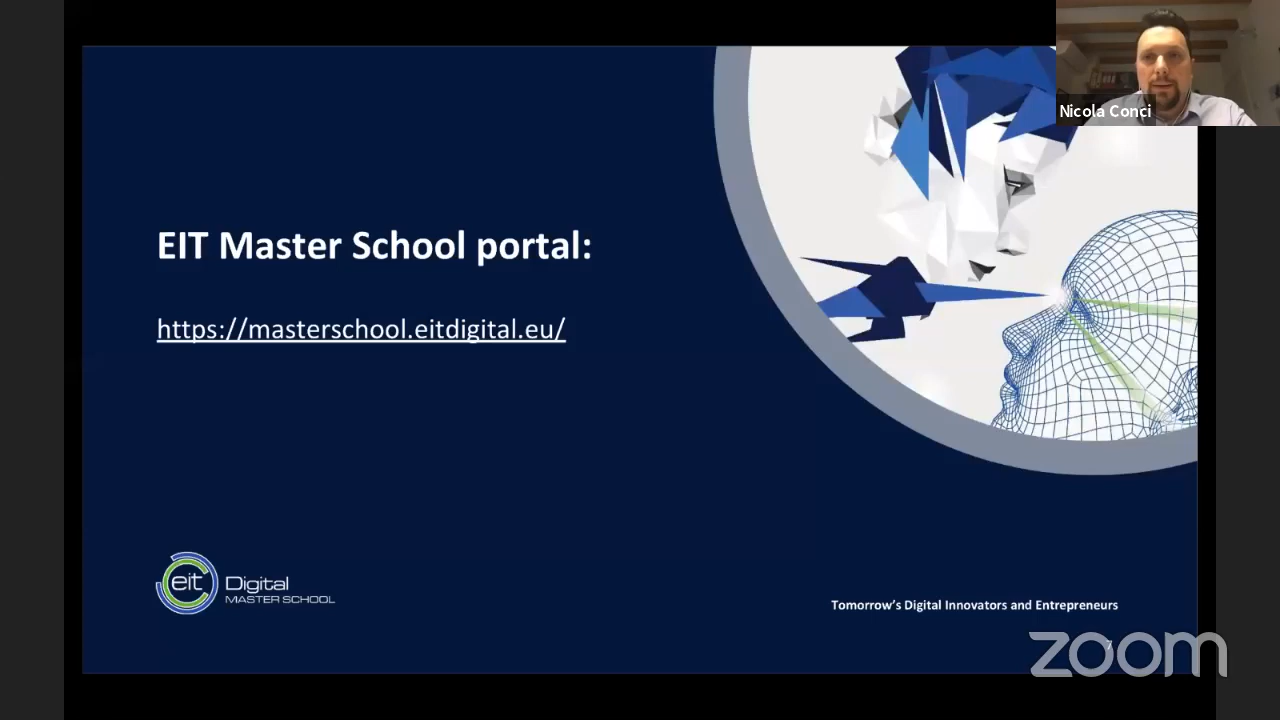 Nicola Conci
EIT Master School portal:
https://masterschool.eitdigital.eu/
eit Digital
MASTER SCHOOL
Tomorrow's Digital Innovators and Entrepreneurs
7
zoom